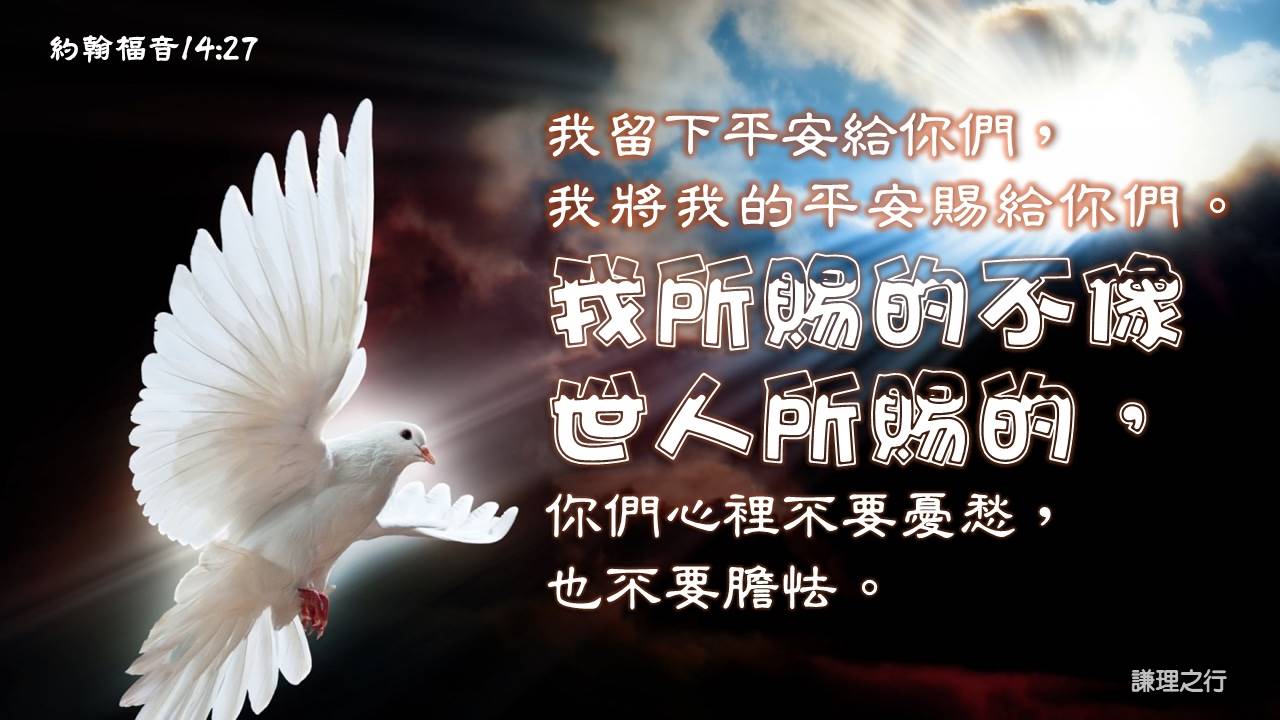 約翰福音14:27
我留下平安給你們，
我將我的平安賜給你們。
我所賜的不像
世人所賜的，
你們心裡不要憂愁，
也不要膽怯。
謙理之行